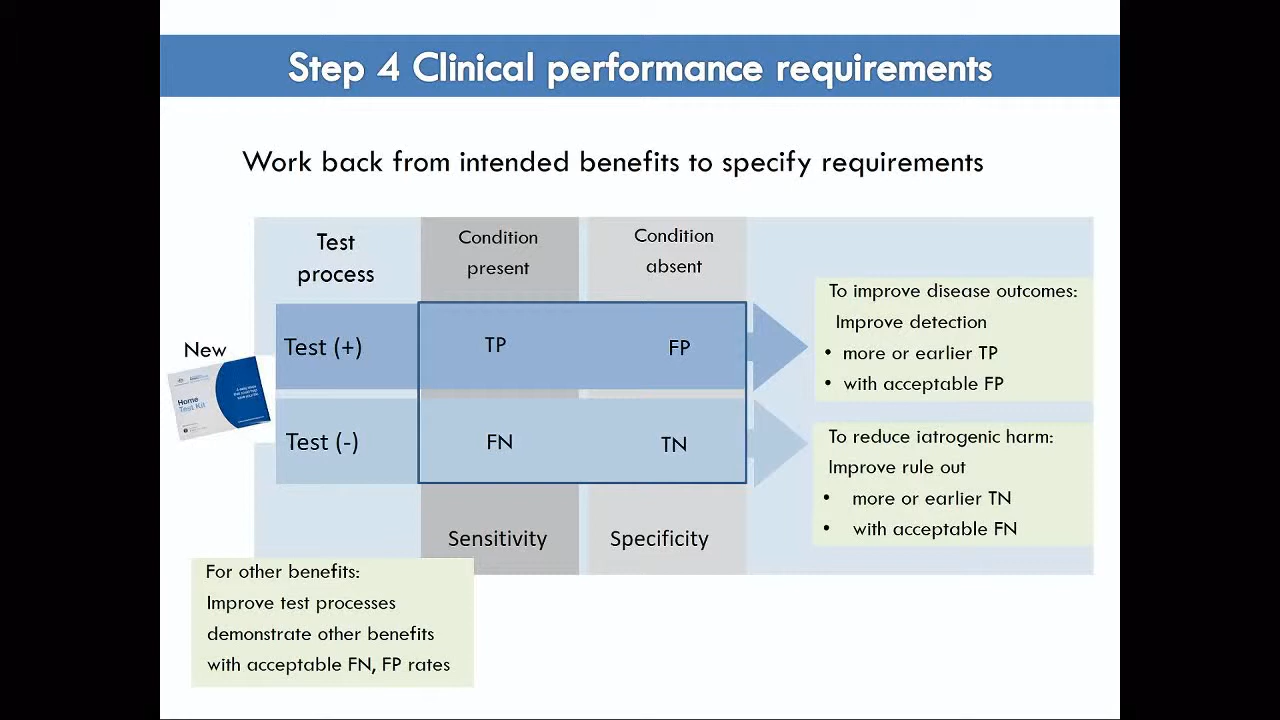 Step 4 Clinical performance requirements
Work back from intended benefits to specify requirements
Test
process
Condition
present
Condition
absent
New
Home
Test Kit
Test (+)
TP
FP
Test (-)
FN
TN
Sensitivity
Specificity
To improve disease outcomes:
Improve detection
• more or earlier TP
• with acceptable FP
To reduce iatrogenic harm:
Improve rule out
• more or earlier TN
• with acceptable FN
For other benefits:
Improve test processes
demonstrate other benefits
with acceptable FN, FP rates